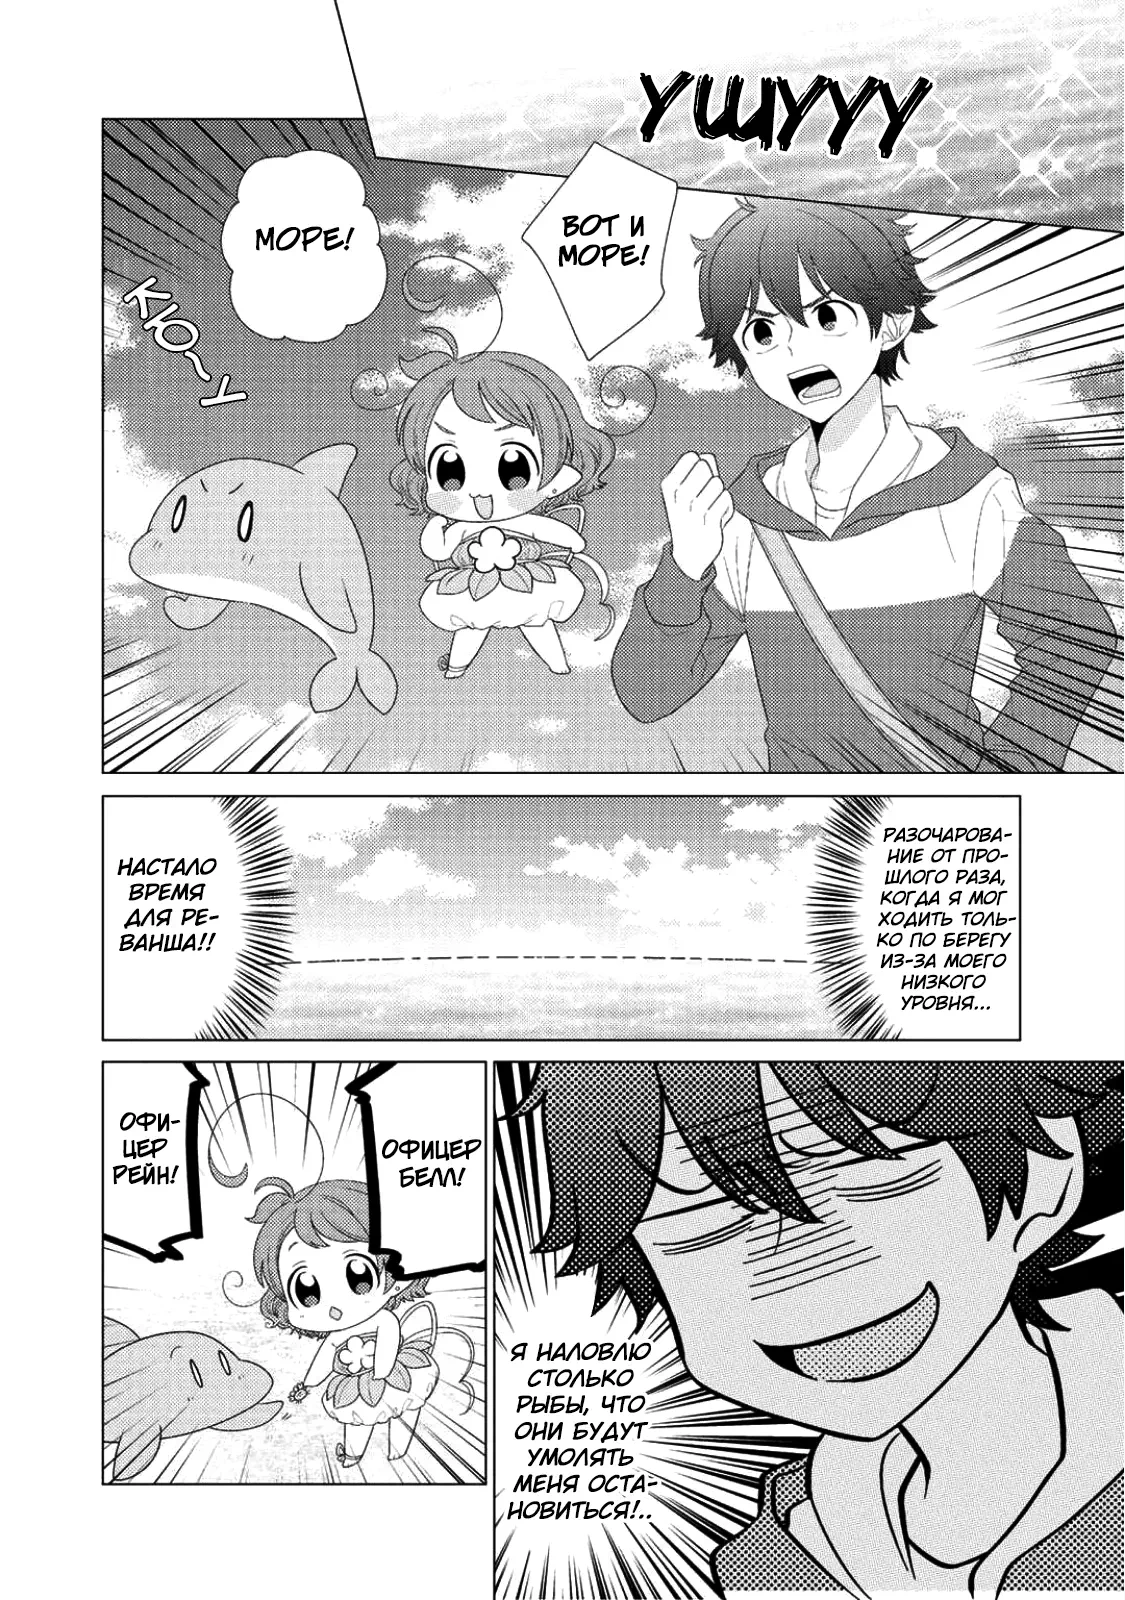 УШУУУ
ВОТ И
МОРЕ!
МОРЕ!
КЮ~У
РАЗОЧАРОВА-
НИЕ ОТ ПРО-
ШЛОГО РАЗА,
КОГДА Я МОГ
ХОДИТЬ ТОЛЬ-
КО ПО БЕРЕГУ
ИЗ-ЗА МОЕГО
НИЗКОГО
УРОВНЯ...
НАСТАЛО
ВРЕМЯ
ДЛЯ РЕ-
ВАНША!!
Я НАЛОВЛЮ
СТОЛЬКО
РЫБЫ, ЧТО
ОНИ БУДУТ
УМОЛЯТЬ
МЕНЯ ОСТА-
НОВИТЬСЯ!..
ОФИЦЕР
БЕЛЛ!
ОФИ-
ЦЕР
РЕЙН!